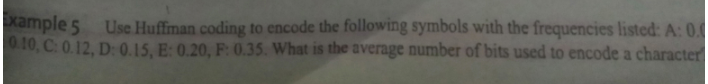 Example 5 Use Huffman coding to encode the following symbols with the frequencies listed: A: 0.0
0.10, C: 0.12, D: 0.15, E: 0.20, F: 0.35. What is the average number of bits used to encode a character